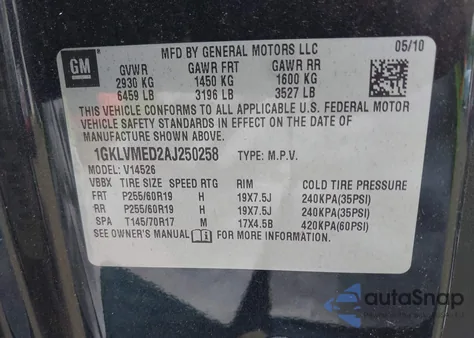 GM
MFD BY GENERAL MOTORS LLC 05/10
GVWR GAWR FRT GAWR RR
2930 KG 1450 KG 1600 KG
6459 LB 3196 LB 3527 LB
THIS VEHICLE CONFORMS TO ALL APPLICABLE U.S. FEDERAL MOTOR
VEHICLE SAFETY STANDARDS IN EFFECT ON THE DATE OF
MANUFACTURE SHOWN ABOVE.
1GKLVMED2AJ250258 TYPE: M.P.V.
MODEL: V14526
VBBX TIRE SIZE SPEED RTG RIM COLD TIRE PRESSURE
FRT P255/60R19 H 19X7.5J 240KPA(35PSI)
RR P255/60R19 H 19X7.5J 240KPA(35PSI)
SPA T145/70R17 M 17X4.5B 420KPA(60PSI)
SEE OWNER'S MANUAL FOR MORE INFORMATION.
autoSnap